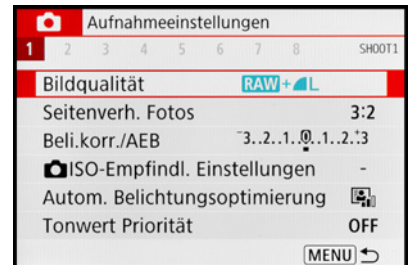 Aufnahmeeinstellungen
1 2 3 4 5 6 7 8 SHOOT1
Bildqualität RAW+L
Seitenverh. Fotos 3:2
Beli.korr./AEB -3..2..1..0..1..2.:+3
ISO-Empfindl. Einstellungen -
Autom. Belichtungsoptimierung
Tonwert Priorität OFF
MENU